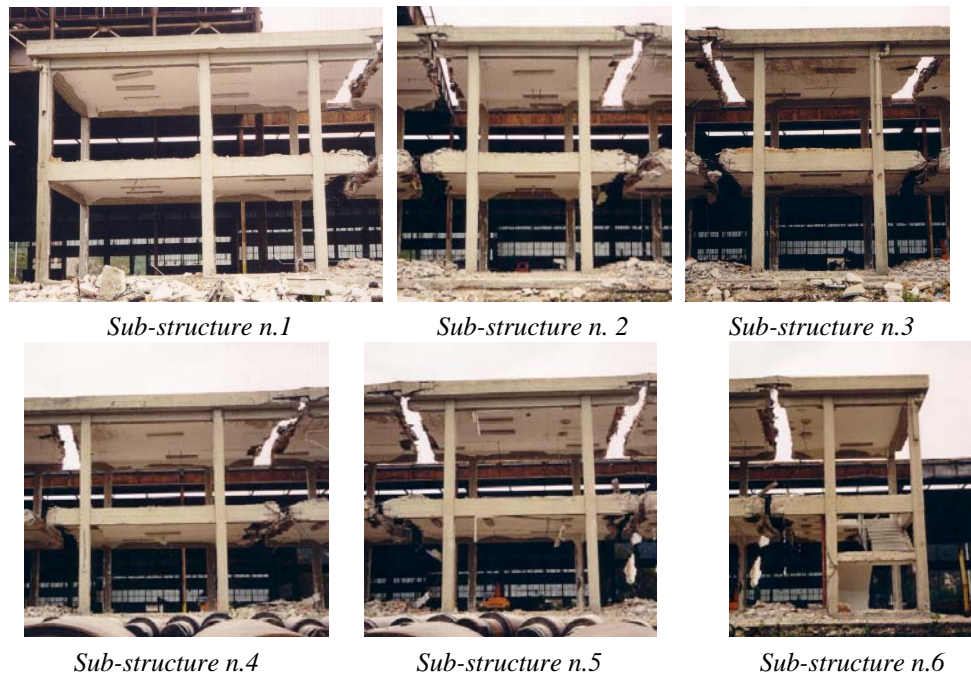 Sub-structure n.1
Sub-structure n. 2
Sub-structure n.3
Sub-structure n.4
Sub-structure n.5
Sub-structure n.6